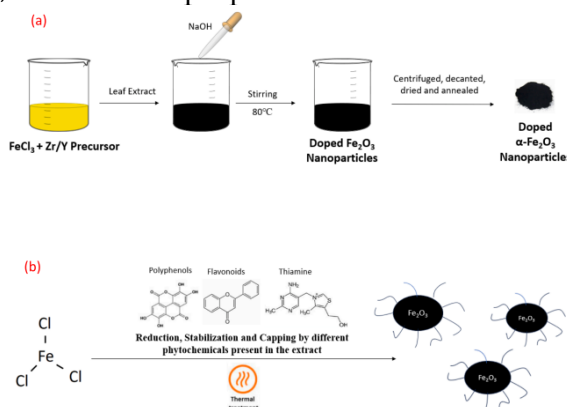 (a)
NaOH
Leaf Extract
Stirring
80℃
Centrifuged, decanted,
dried and annealed
FeCl₃ + Zr/Y Precursor
Doped Fe₂O₃
Nanoparticles
Doped
α-Fe₂O₃
Nanoparticles
(b)
Polyphenols
Flavonoids
Thiamine
Cl
Fe
Cl
Cl
Reduction, Stabilization and Capping by different
phytochemicals present in the extract
Thermal
Fe₂O₃
Fe₂O₃
Fe₂O₃